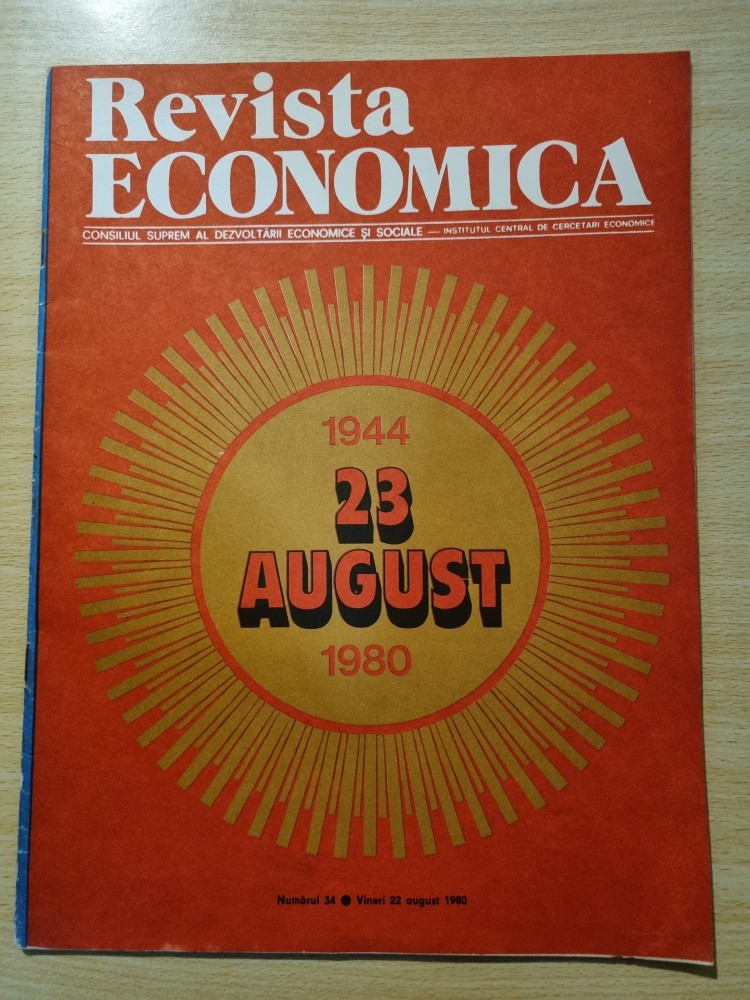 Revista
ECONOMICA
CONSILIUL SUPREM AL DEZVOLTĂRII ECONOMICE ȘI SOCIALE — INSTITUTUL CENTRAL DE CERCETĂRI ECONOMICE
1944
23
AUGUST
1980
Numărul 34 ● Vineri 22 august 1980